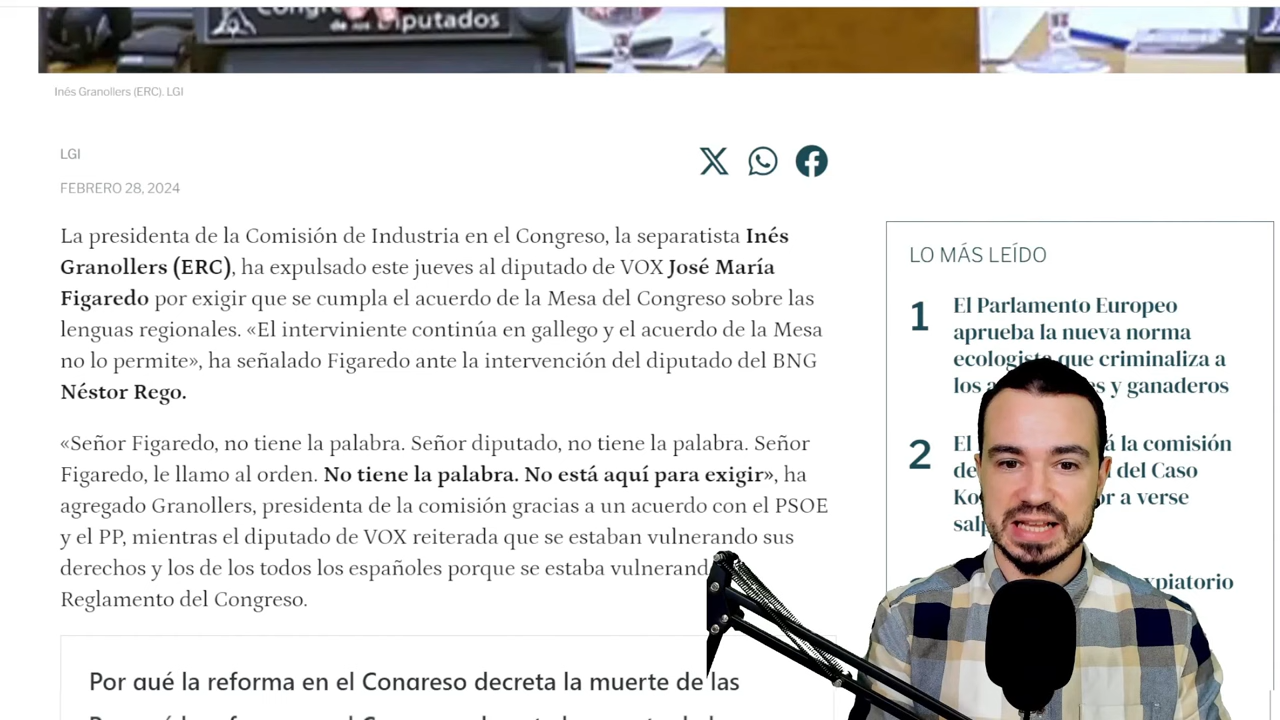 de los Diputados
Inés Granollers (ERC). LGI
LGI
FEBRERO 28, 2024
La presidenta de la Comisión de Industria en el Congreso, la separatista Inés
Granollers (ERC), ha expulsado este jueves al diputado de VOX José María
Figaredo por exigir que se cumpla el acuerdo de la Mesa del Congreso sobre las
lenguas regionales. «El interviniente continúa en gallego y el acuerdo de la Mesa
no lo permite», ha señalado Figaredo ante la intervención del diputado del BNG
Néstor Rego.
«Señor Figaredo, no tiene la palabra. Señor diputado, no tiene la palabra. Señor
Figaredo, le llamo al orden. No tiene la palabra. No está aquí para exigir», ha
agregado Granollers, presidenta de la comisión gracias a un acuerdo con el PSOE
y el PP, mientras el diputado de VOX reiterada que se estaban vulnerando sus
derechos y los de los todos los españoles porque se estaba
Reglamento del Congreso.
Por qué la reforma en el Congreso decreta la muerte de las
LO MÁS LEÍDO
1
El Parlamento Europeo
aprueba la nueva norma
ecologista que criminaliza a
los y ganaderos
2
El la comisión
de del Caso
a verse